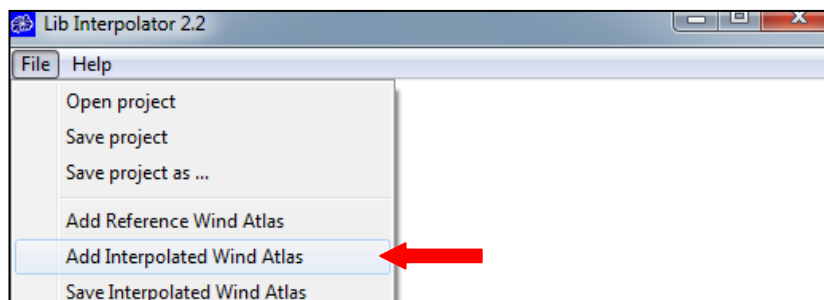 Lib Interpolator 2.2
File Help
Open project
Save project
Save project as ...
Add Reference Wind Atlas
Add Interpolated Wind Atlas
Save Interpolated Wind Atlas